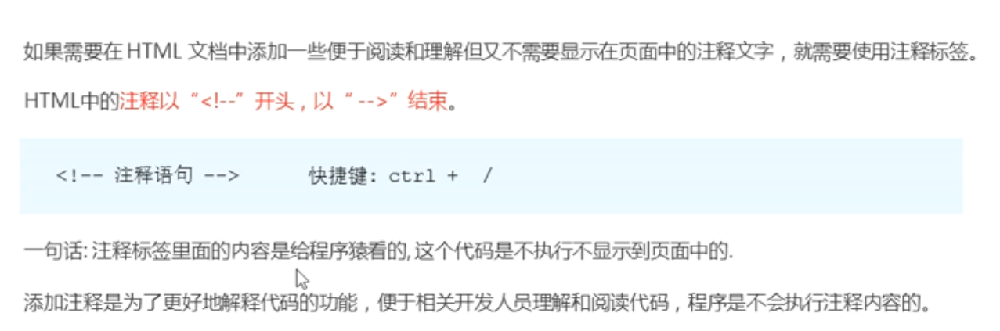 如果需要在 HTML 文档中添加一些便于阅读和理解但又不需要显示在页面中的注释文字，就需要使用注释标签。
HTML中的注释以“<!--”开头，以“-->”结束。
<!-- 注释语句 -->   快捷键: ctrl + /
一句话: 注释标签里面的内容是给程序猿看的, 这个代码是不执行不显示到页面中的.
添加注释是为了更好地解释代码的功能，便于相关开发人员理解和阅读代码，程序是不会执行注释内容的。